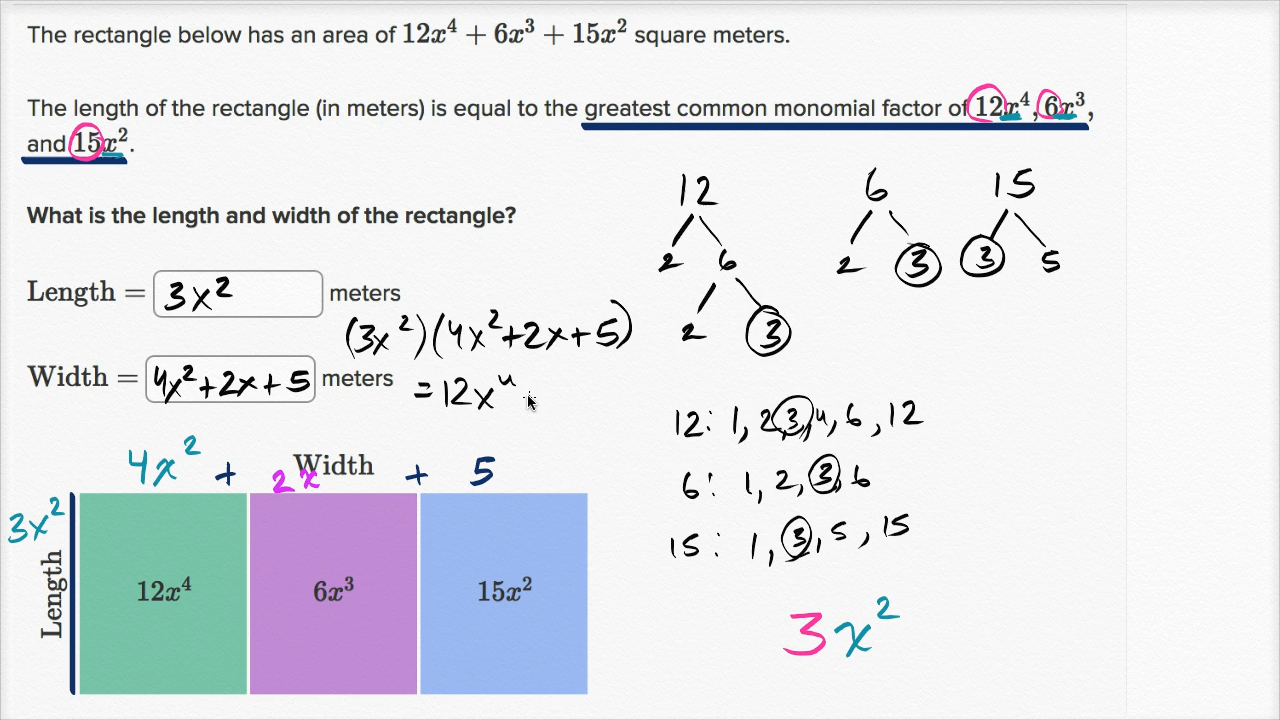 The rectangle below has an area of 12x⁴ + 6x³ + 15x² square meters.
The length of the rectangle (in meters) is equal to the greatest common monomial factor of 12x⁴, 6x³,
and 15x².
What is the length and width of the rectangle?
Length = 3x² meters
(3x²)(4x²+2x+5)
Width = 4x²+2x+5 meters
=12x⁴
12
2 6
2 3
6
2 3
15
3 5
12: 1, 2, 3, 4, 6, 12
6: 1, 2, 3, 6
15: 1, 3, 5, 15
3x²
Width
4x² + 2x + 5
3x²
Length
12x⁴ 6x³ 15x²